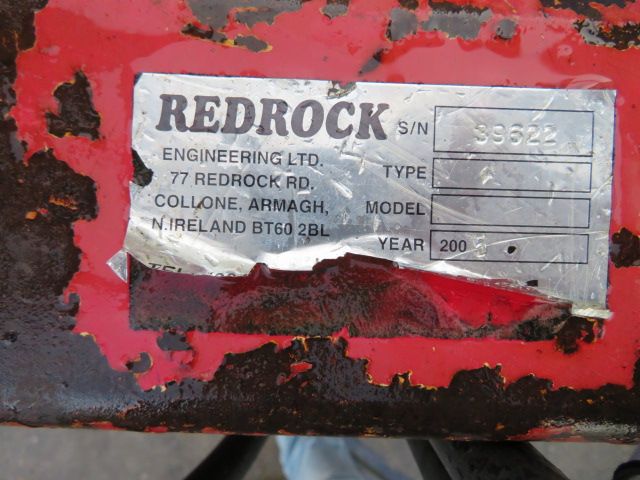 REDROCK S/N 39622
ENGINEERING LTD.
77 REDROCK RD. TYPE
COLLONE, ARMAGH, MODEL
N.IRELAND BT60 2BL
YEAR 200